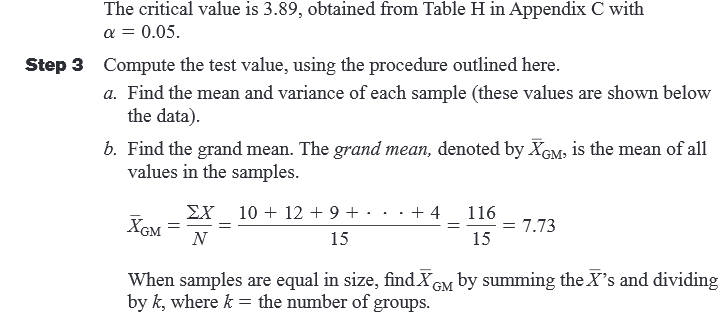 The critical value is 3.89, obtained from Table H in Appendix C with
α = 0.05.
Step 3 Compute the test value, using the procedure outlined here.
a. Find the mean and variance of each sample (these values are shown below
the data).
b. Find the grand mean. The grand mean, denoted by X̄GM, is the mean of all
values in the samples.
X̄GM = ΣX/N = 10 + 12 + 9 + · · · + 4/15 = 116/15 = 7.73
When samples are equal in size, find X̄GM by summing the X̄'s and dividing
by k, where k = the number of groups.